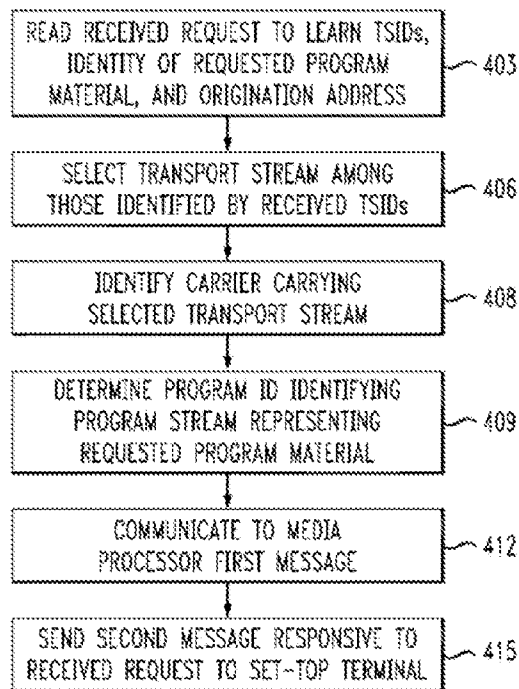 READ RECEIVED REQUEST TO LEARN TSIDs,
IDENTITY OF REQUESTED PROGRAM
MATERIAL, AND ORIGINATION ADDRESS
403
SELECT TRANSPORT STREAM AMONG
THOSE IDENTIFIED BY RECEIVED TSIDs
406
IDENTIFY CARRIER CARRYING
SELECTED TRANSPORT STREAM
408
DETERMINE PROGRAM ID IDENTIFYING
PROGRAM STREAM REPRESENTING
REQUESTED PROGRAM MATERIAL
409
COMMUNICATE TO MEDIA
PROCESSOR FIRST MESSAGE
412
SEND SECOND MESSAGE RESPONSIVE TO
RECEIVED REQUEST TO SET-TOP TERMINAL
415